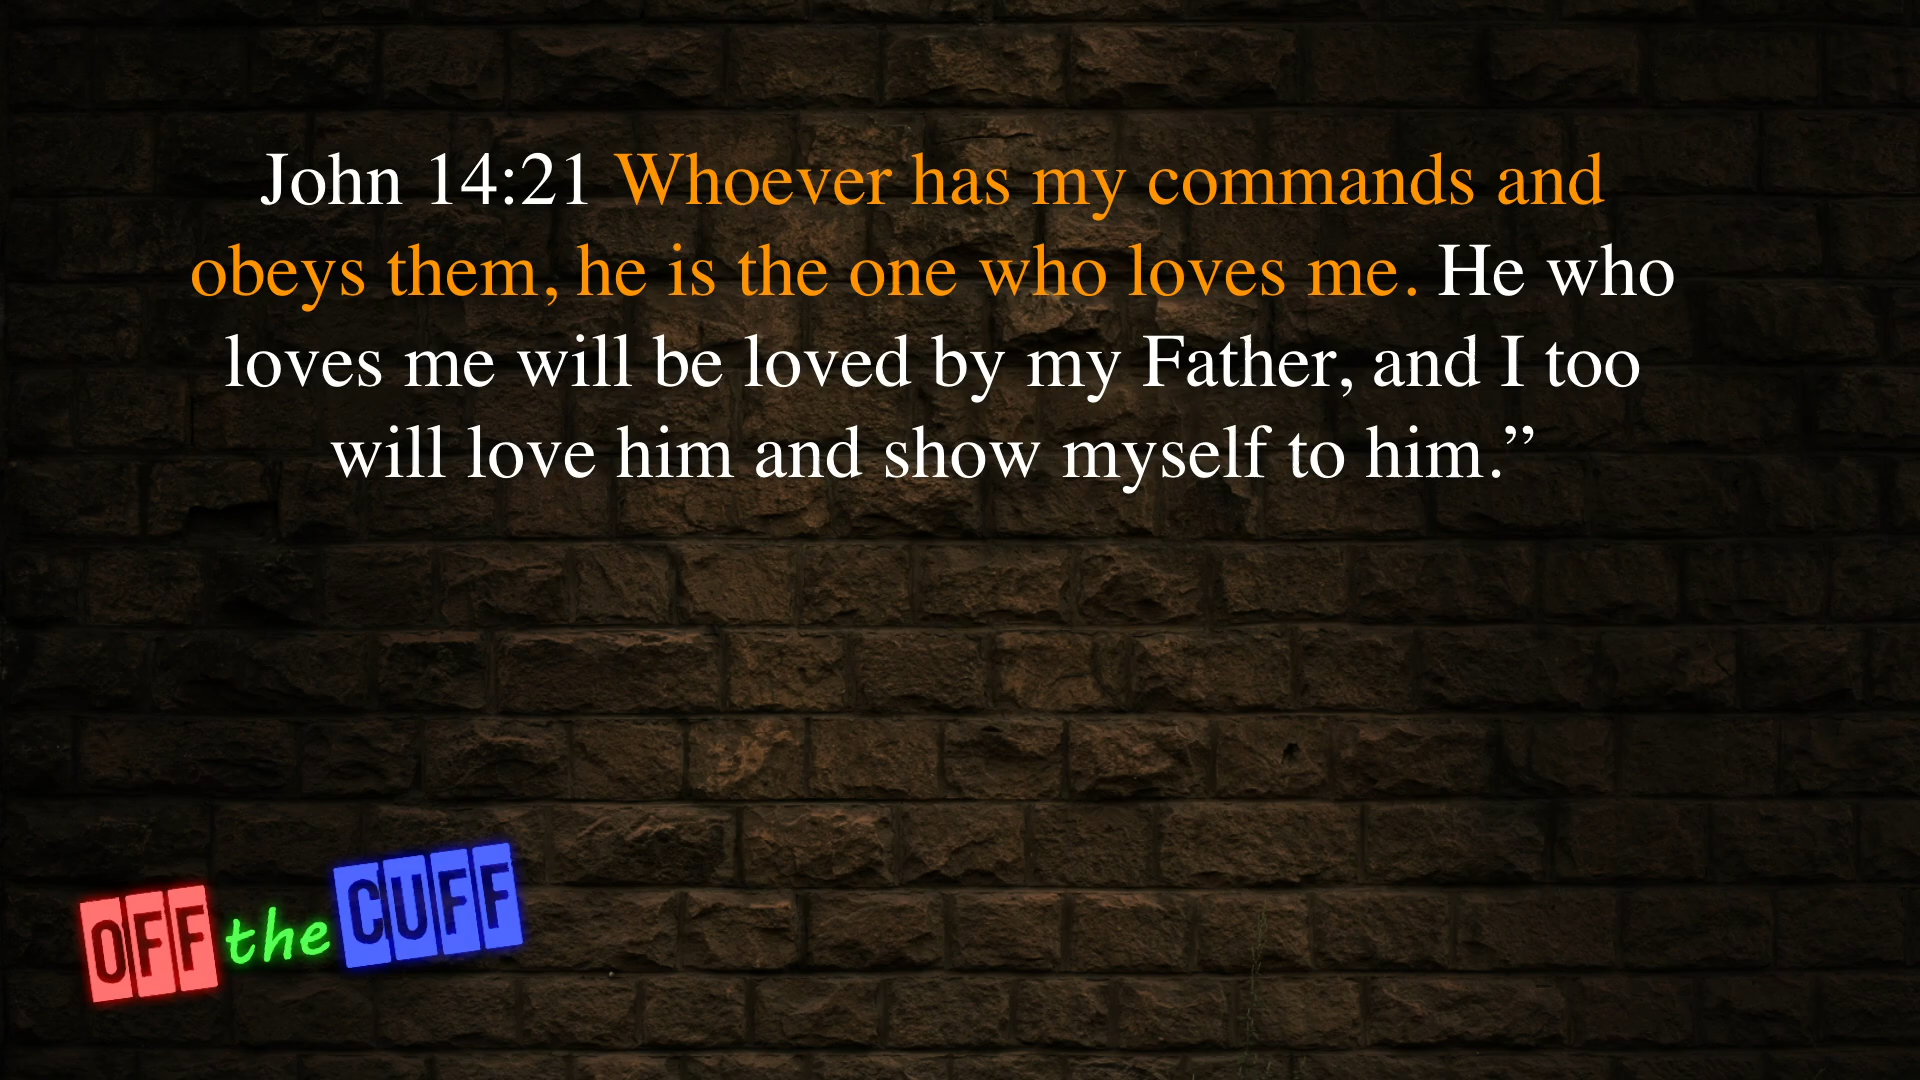 John 14:21 Whoever has my commands and
obeys them, he is the one who loves me. He who
loves me will be loved by my Father, and I too
will love him and show myself to him.”
OFF the CUFF